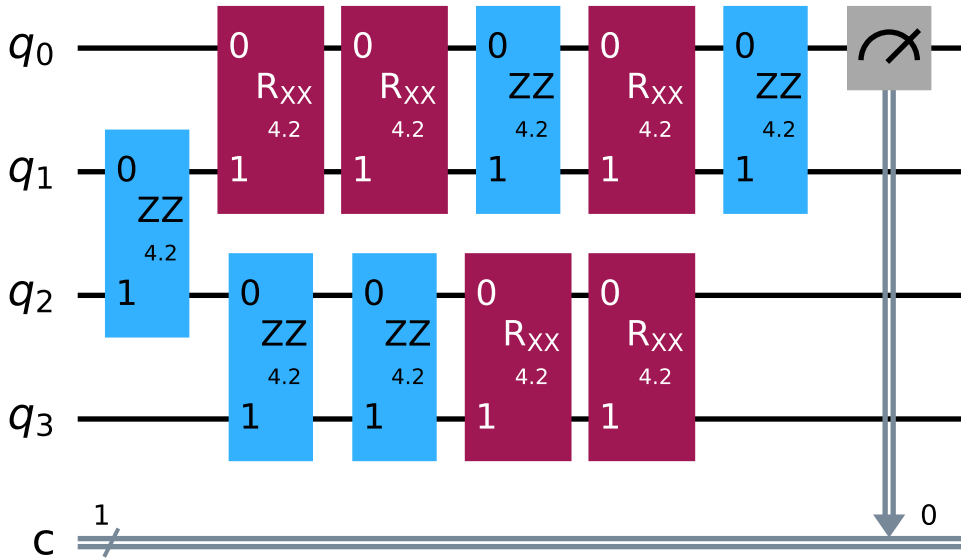 q0
0 0 0 0 0
RXX RXX ZZ RXX ZZ
4.2 4.2 4.2 4.2 4.2
q1
0 1 1 1 1 1
ZZ
4.2
q2
1 0 0 0 0
ZZ ZZ RXX RXX
4.2 4.2 4.2 4.2
q3
1 1 1 1
1 0
c